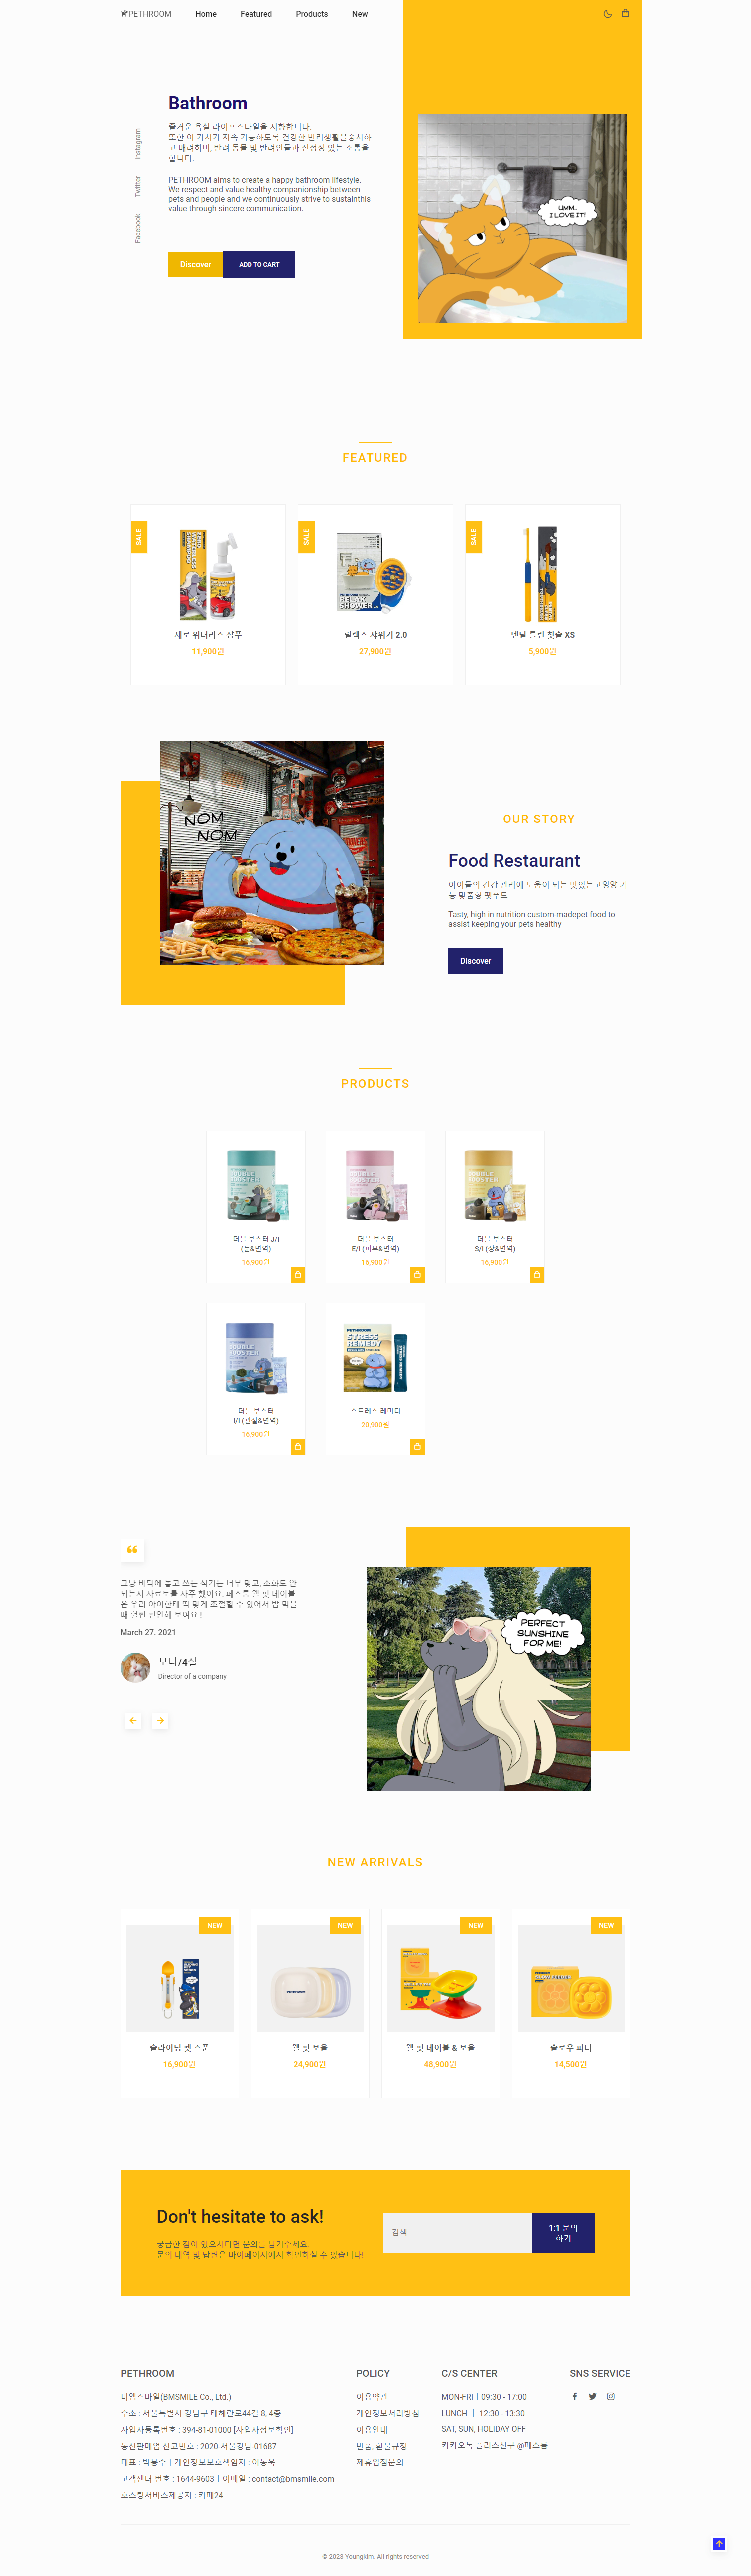 PETHROOM
Home
Featured
Products
New
Instagram
Twitter
Facebook
Bathroom
즐거운 욕실 라이프스타일을 지향합니다.
또한 이 가치가 지속 가능하도록 건강한 반려생활을중시하
고 배려하며, 반려 동물 및 반려인들과 진정성 있는 소통을
합니다.
PETHROOM aims to create a happy bathroom lifestyle.
We respect and value healthy companionship between
pets and people and we continuously strive to sustainthis
value through sincere communication.
Discover
ADD TO CART
UMM..
I LOVE IT!
FEATURED
SALE
제로 워터리스 샴푸
11,900원
SALE
RELAX
SHOWER
릴렉스 샤워기 2.0
27,900원
SALE
댄탈 틀린 칫솔 XS
5,900원
NOM
NOM
OUR STORY
Food Restaurant
아이들의 건강 관리에 도움이 되는 맛있는고영양 기
능 맞춤형 펫푸드
Tasty, high in nutrition custom-madepet food to
assist keeping your pets healthy
Discover
PRODUCTS
DOUBLE
BOOSTER
더블 부스터 J/I
(눈&면역)
16,900원
DOUBLE
BOOSTER
더블 부스터
E/I (피부&면역)
16,900원
DOUBLE
BOOSTER
더블 부스터
S/I (장&면역)
16,900원
DOUBLE
BOOSTER
더블 부스터
I/I (관절&면역)
16,900원
PETHROOM
STRESS
REMEDY
스트레스 레머디
20,900원
그냥 바닥에 놓고 쓰는 식기는 너무 맞고, 소화도 안
되는지 사료토를 자주 했어요. 페스룸 웰 핏 테이블
은 우리 아이한테 딱 맞게 조절할 수 있어서 밥 먹을
때 훨씬 편안해 보여요 !
March 27. 2021
모나/4살
Director of a company
PERFECT
SUNSHINE
FOR ME!
NEW ARRIVALS
NEW
슬라이딩 펫 스푼
16,900원
NEW
PETHROOM
웰 핏 보울
24,900원
NEW
웰 핏 테이블 & 보울
48,900원
NEW
SLOW FEEDER
슬로우 피더
14,500원
Don't hesitate to ask!
궁금한 점이 있으시다면 문의를 남겨주세요.
문의 내역 및 답변은 마이페이지에서 확인하실 수 있습니다!
검색
1:1 문의
하기
PETHROOM
비엠스마일(BMSMILE Co., Ltd.)
주소 : 서울특별시 강남구 테헤란로44길 8, 4층
사업자등록번호 : 394-81-01000 [사업자정보확인]
통신판매업 신고번호 : 2020-서울강남-01687
대표 : 박봉수ㅣ개인정보보호책임자 : 이동욱
고객센터 번호 : 1644-9603ㅣ이메일 : contact@bmsmile.com
호스팅서비스제공자 : 카페24
POLICY
이용약관
개인정보처리방침
이용안내
반품, 환불규정
제휴입점문의
C/S CENTER
MON-FRIㅣ09:30 - 17:00
LUNCH ㅣ 12:30 - 13:30
SAT, SUN, HOLIDAY OFF
카카오톡 플러스친구 @페스룸
SNS SERVICE
© 2023 Youngkim. All rights reserved